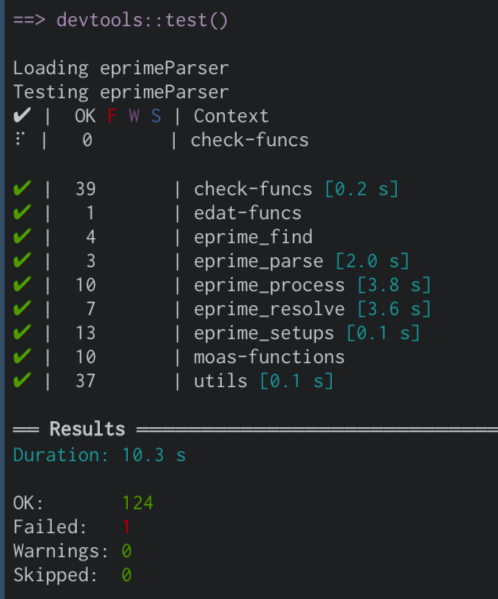 ==> devtools::test()
Loading eprimeParser
Testing eprimeParser
✔ | OK F W S | Context
⠏ | 0 | check-funcs
✔ | 39 | check-funcs [0.2 s]
✔ | 1 | edat-funcs
✔ | 4 | eprime_find
✔ | 3 | eprime_parse [2.0 s]
✔ | 10 | eprime_process [3.8 s]
✔ | 7 | eprime_resolve [3.6 s]
✔ | 13 | eprime_setups [0.1 s]
✔ | 10 | moas-functions
✔ | 37 | utils [0.1 s]
══ Results ════════════════════════════════
Duration: 10.3 s
OK: 124
Failed: 1
Warnings: 0
Skipped: 0